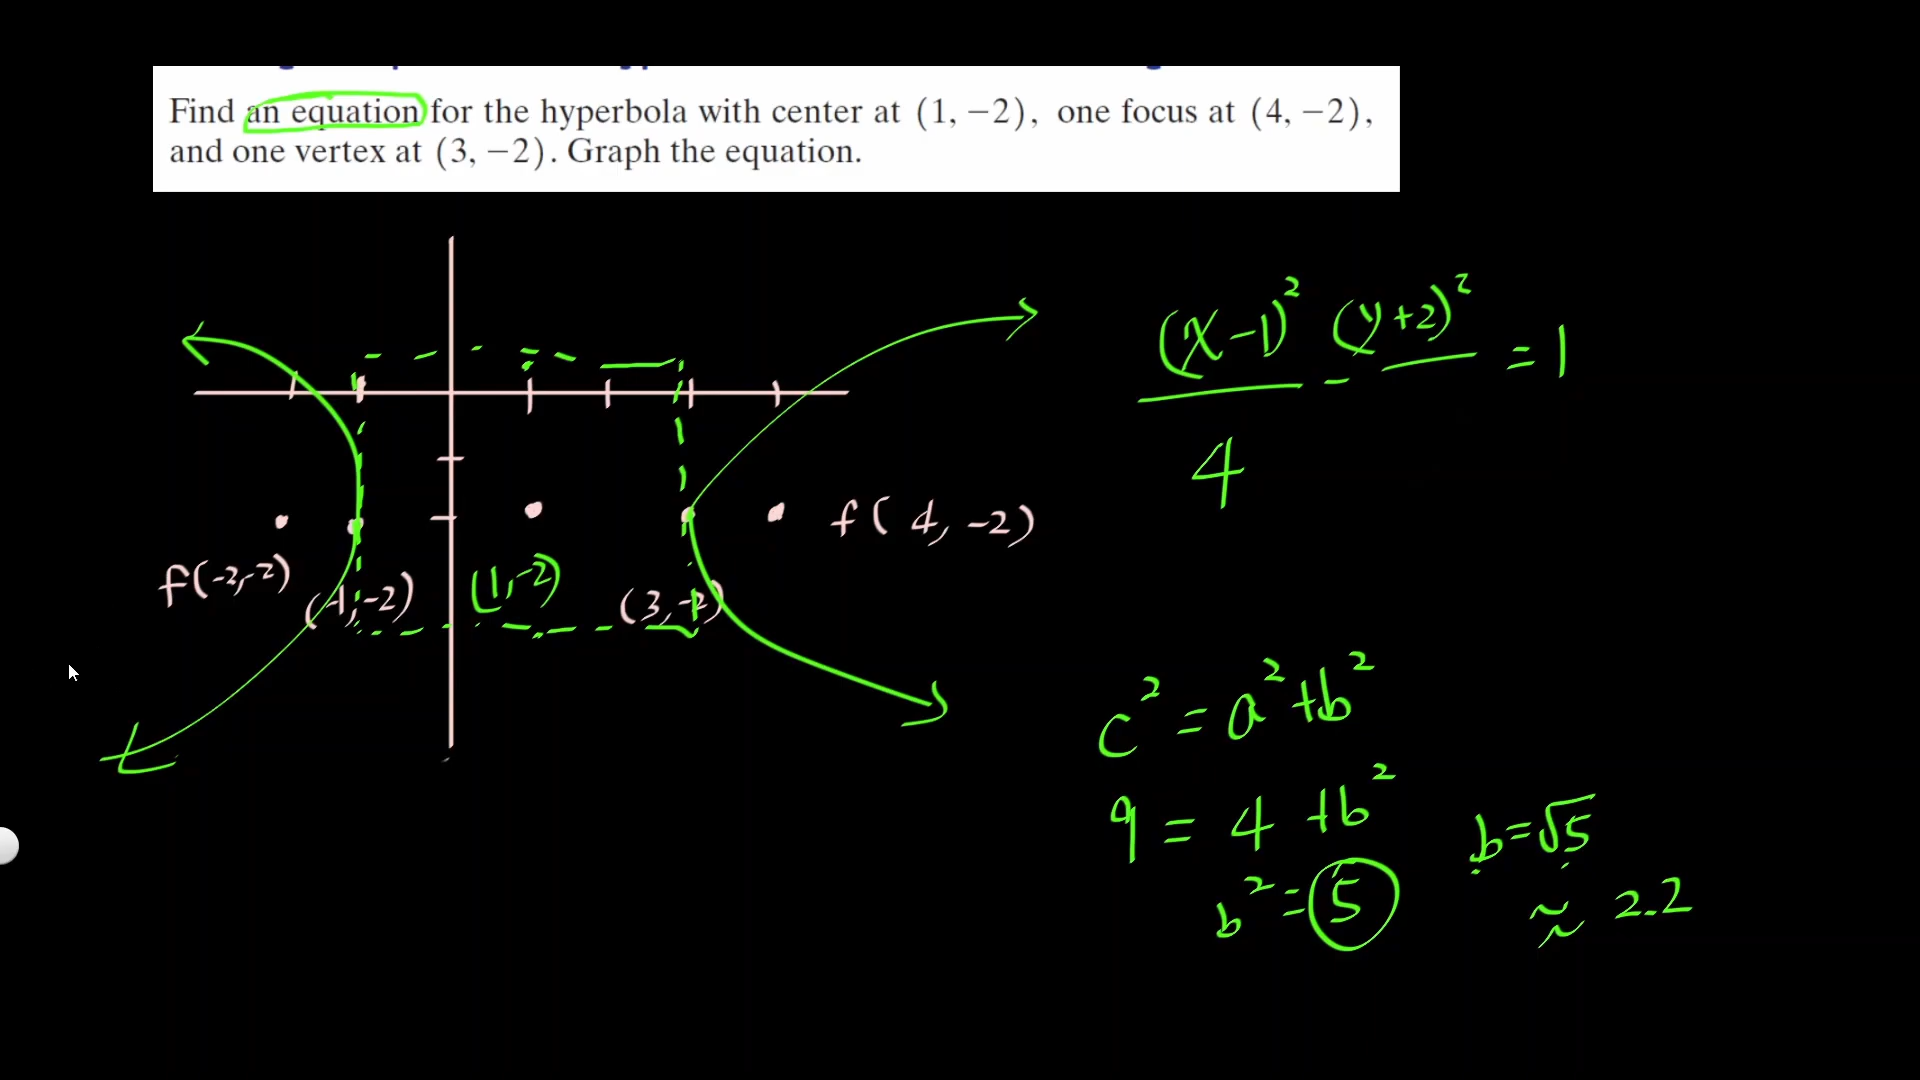 Find an equation for the hyperbola with center at (1, −2), one focus at (4, −2),
and one vertex at (3, −2). Graph the equation.
(x-1)² (y+2)²
- = 1
4
f( 4, -2)
f(-2,-2) (-1,-2) (1,-2) (3,-2)
c² = a² + b²
9 = 4 + b²
b = √5
b² = 5
≈ 2.2